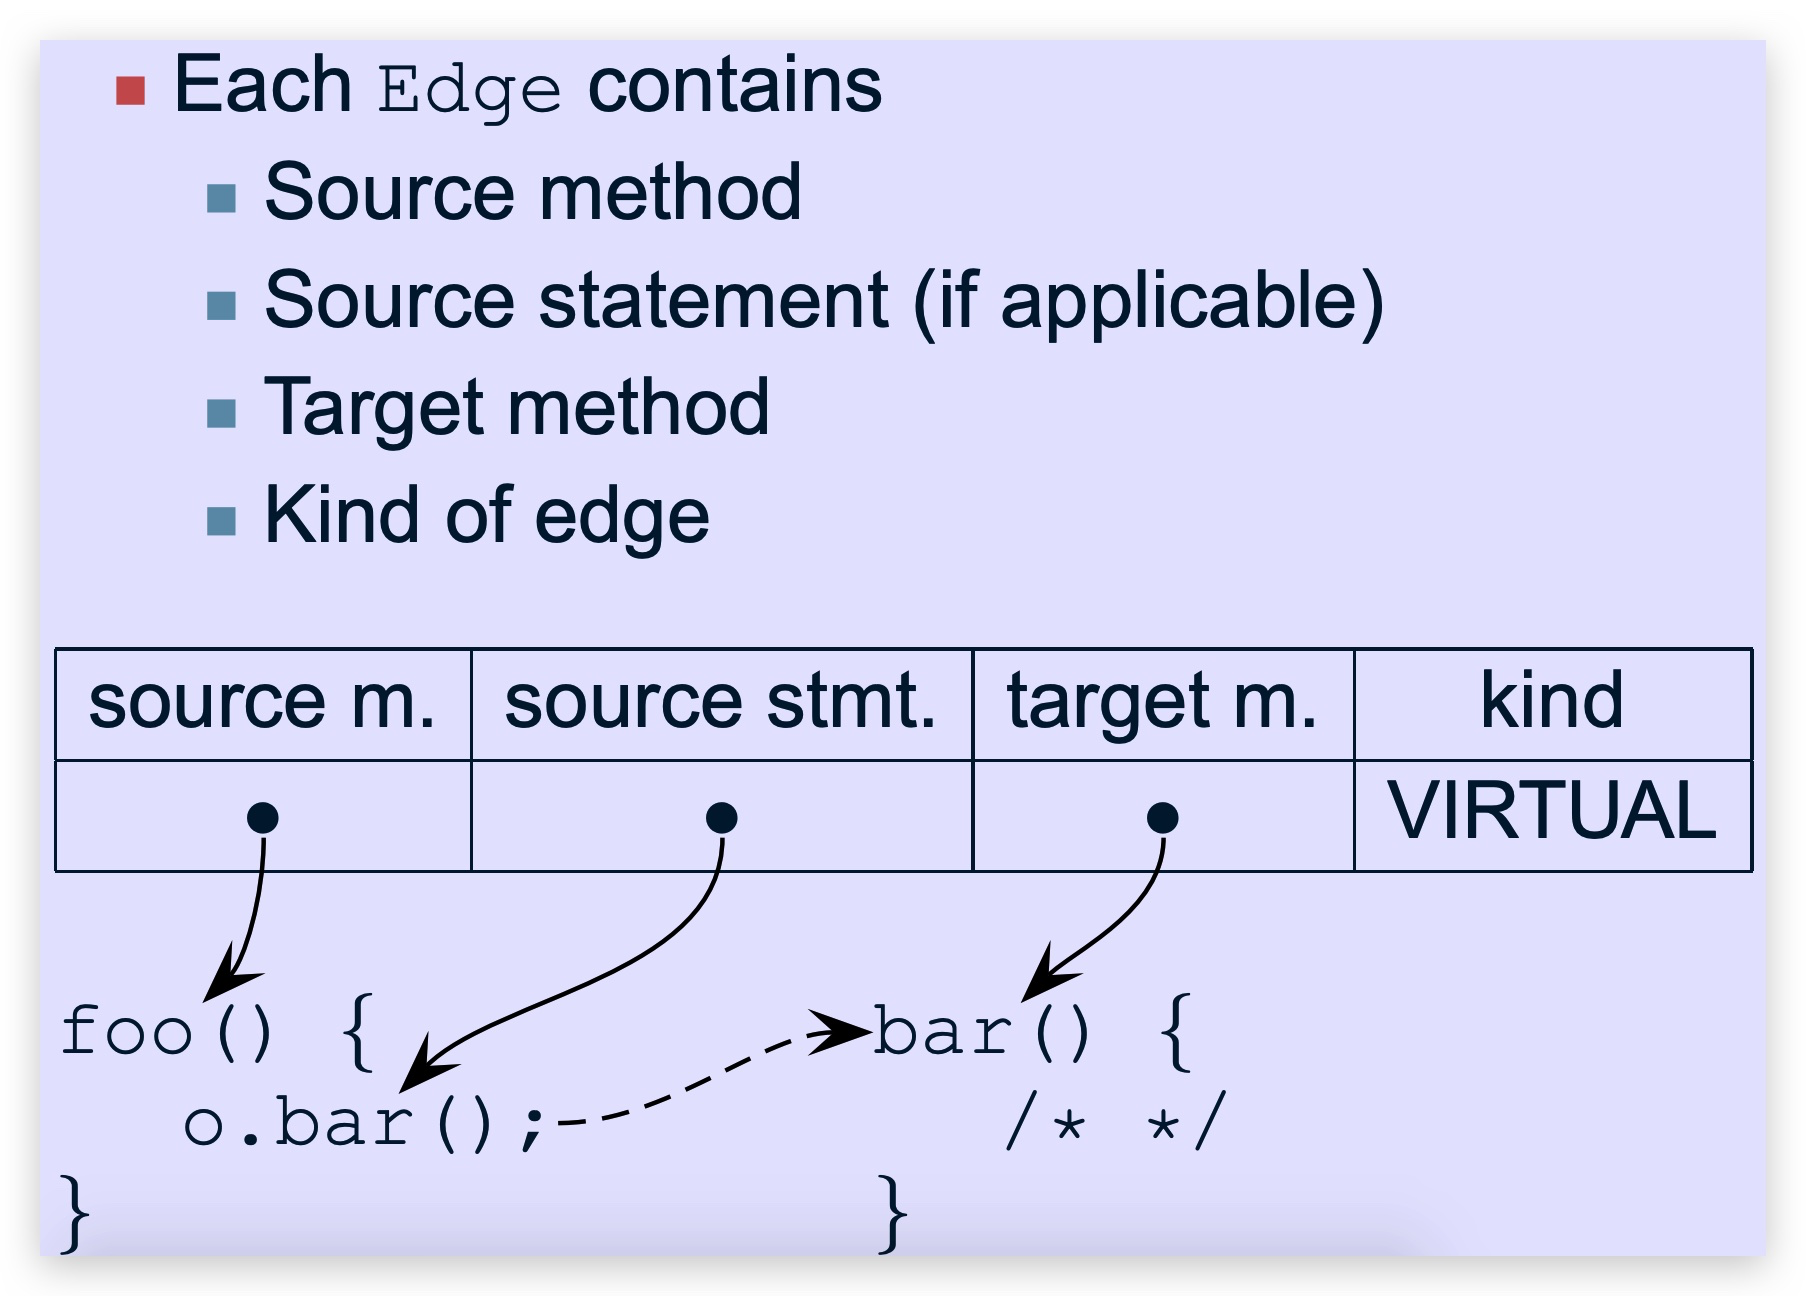 Each Edge contains
Source method
Source statement (if applicable)
Target method
Kind of edge
source m. source stmt. target m. kind
VIRTUAL
foo() { bar() {
o.bar(); /* */
} }